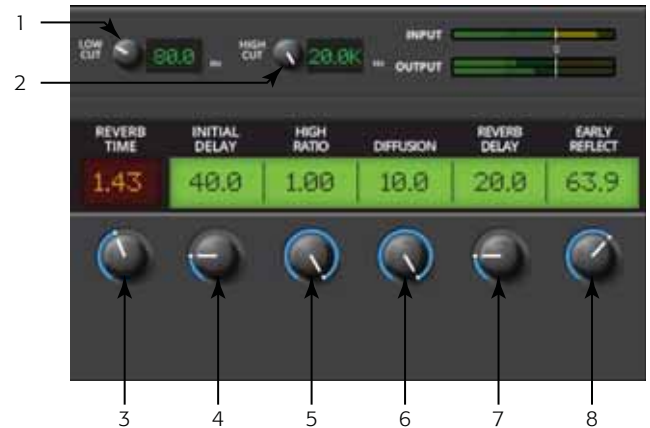 1
LOW CUT 80.0 Hz HIGH CUT 20.0K Hz INPUT
0
2 OUTPUT
REVERB TIME INITIAL DELAY HIGH RATIO DIFFUSION REVERB DELAY EARLY REFLECT
1.43 40.0 1.00 10.0 20.0 63.9
3 4 5 6 7 8